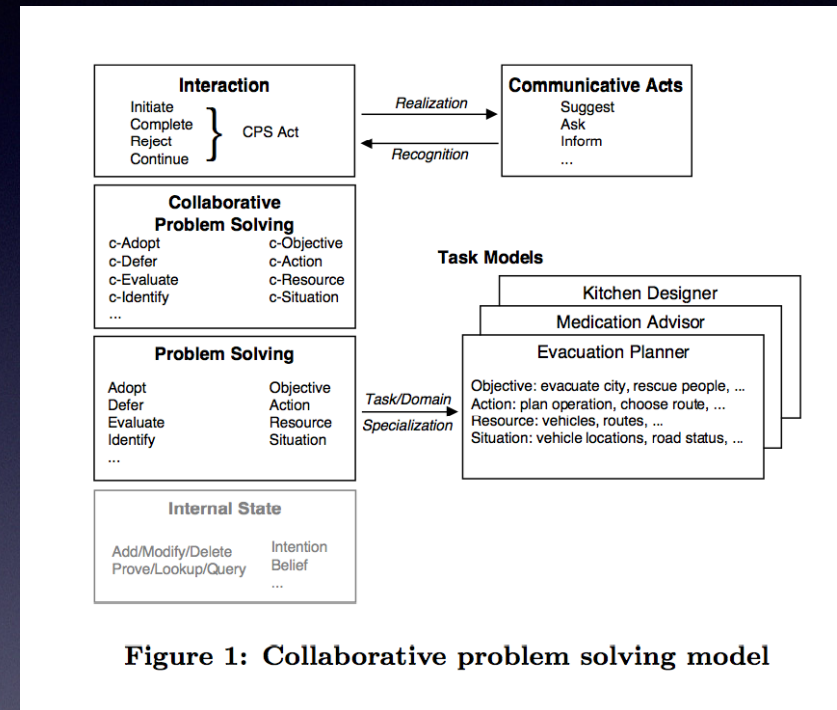 Interaction
Initiate
Complete
Reject
Continue
CPS Act
Realization
Recognition
Communicative Acts
Suggest
Ask
Inform
...
Collaborative
Problem Solving
c-Adopt c-Objective
c-Defer c-Action
c-Evaluate c-Resource
c-Identify c-Situation
...
Problem Solving
Adopt Objective
Defer Action
Evaluate Resource
Identify Situation
...
Task/Domain
Specialization
Task Models
Kitchen Designer
Medication Advisor
Evacuation Planner
Objective: evacuate city, rescue people, ...
Action: plan operation, choose route, ...
Resource: vehicles, routes, ...
Situation: vehicle locations, road status, ...
Internal State
Add/Modify/Delete Intention
Prove/Lookup/Query Belief
...
Figure 1: Collaborative problem solving model